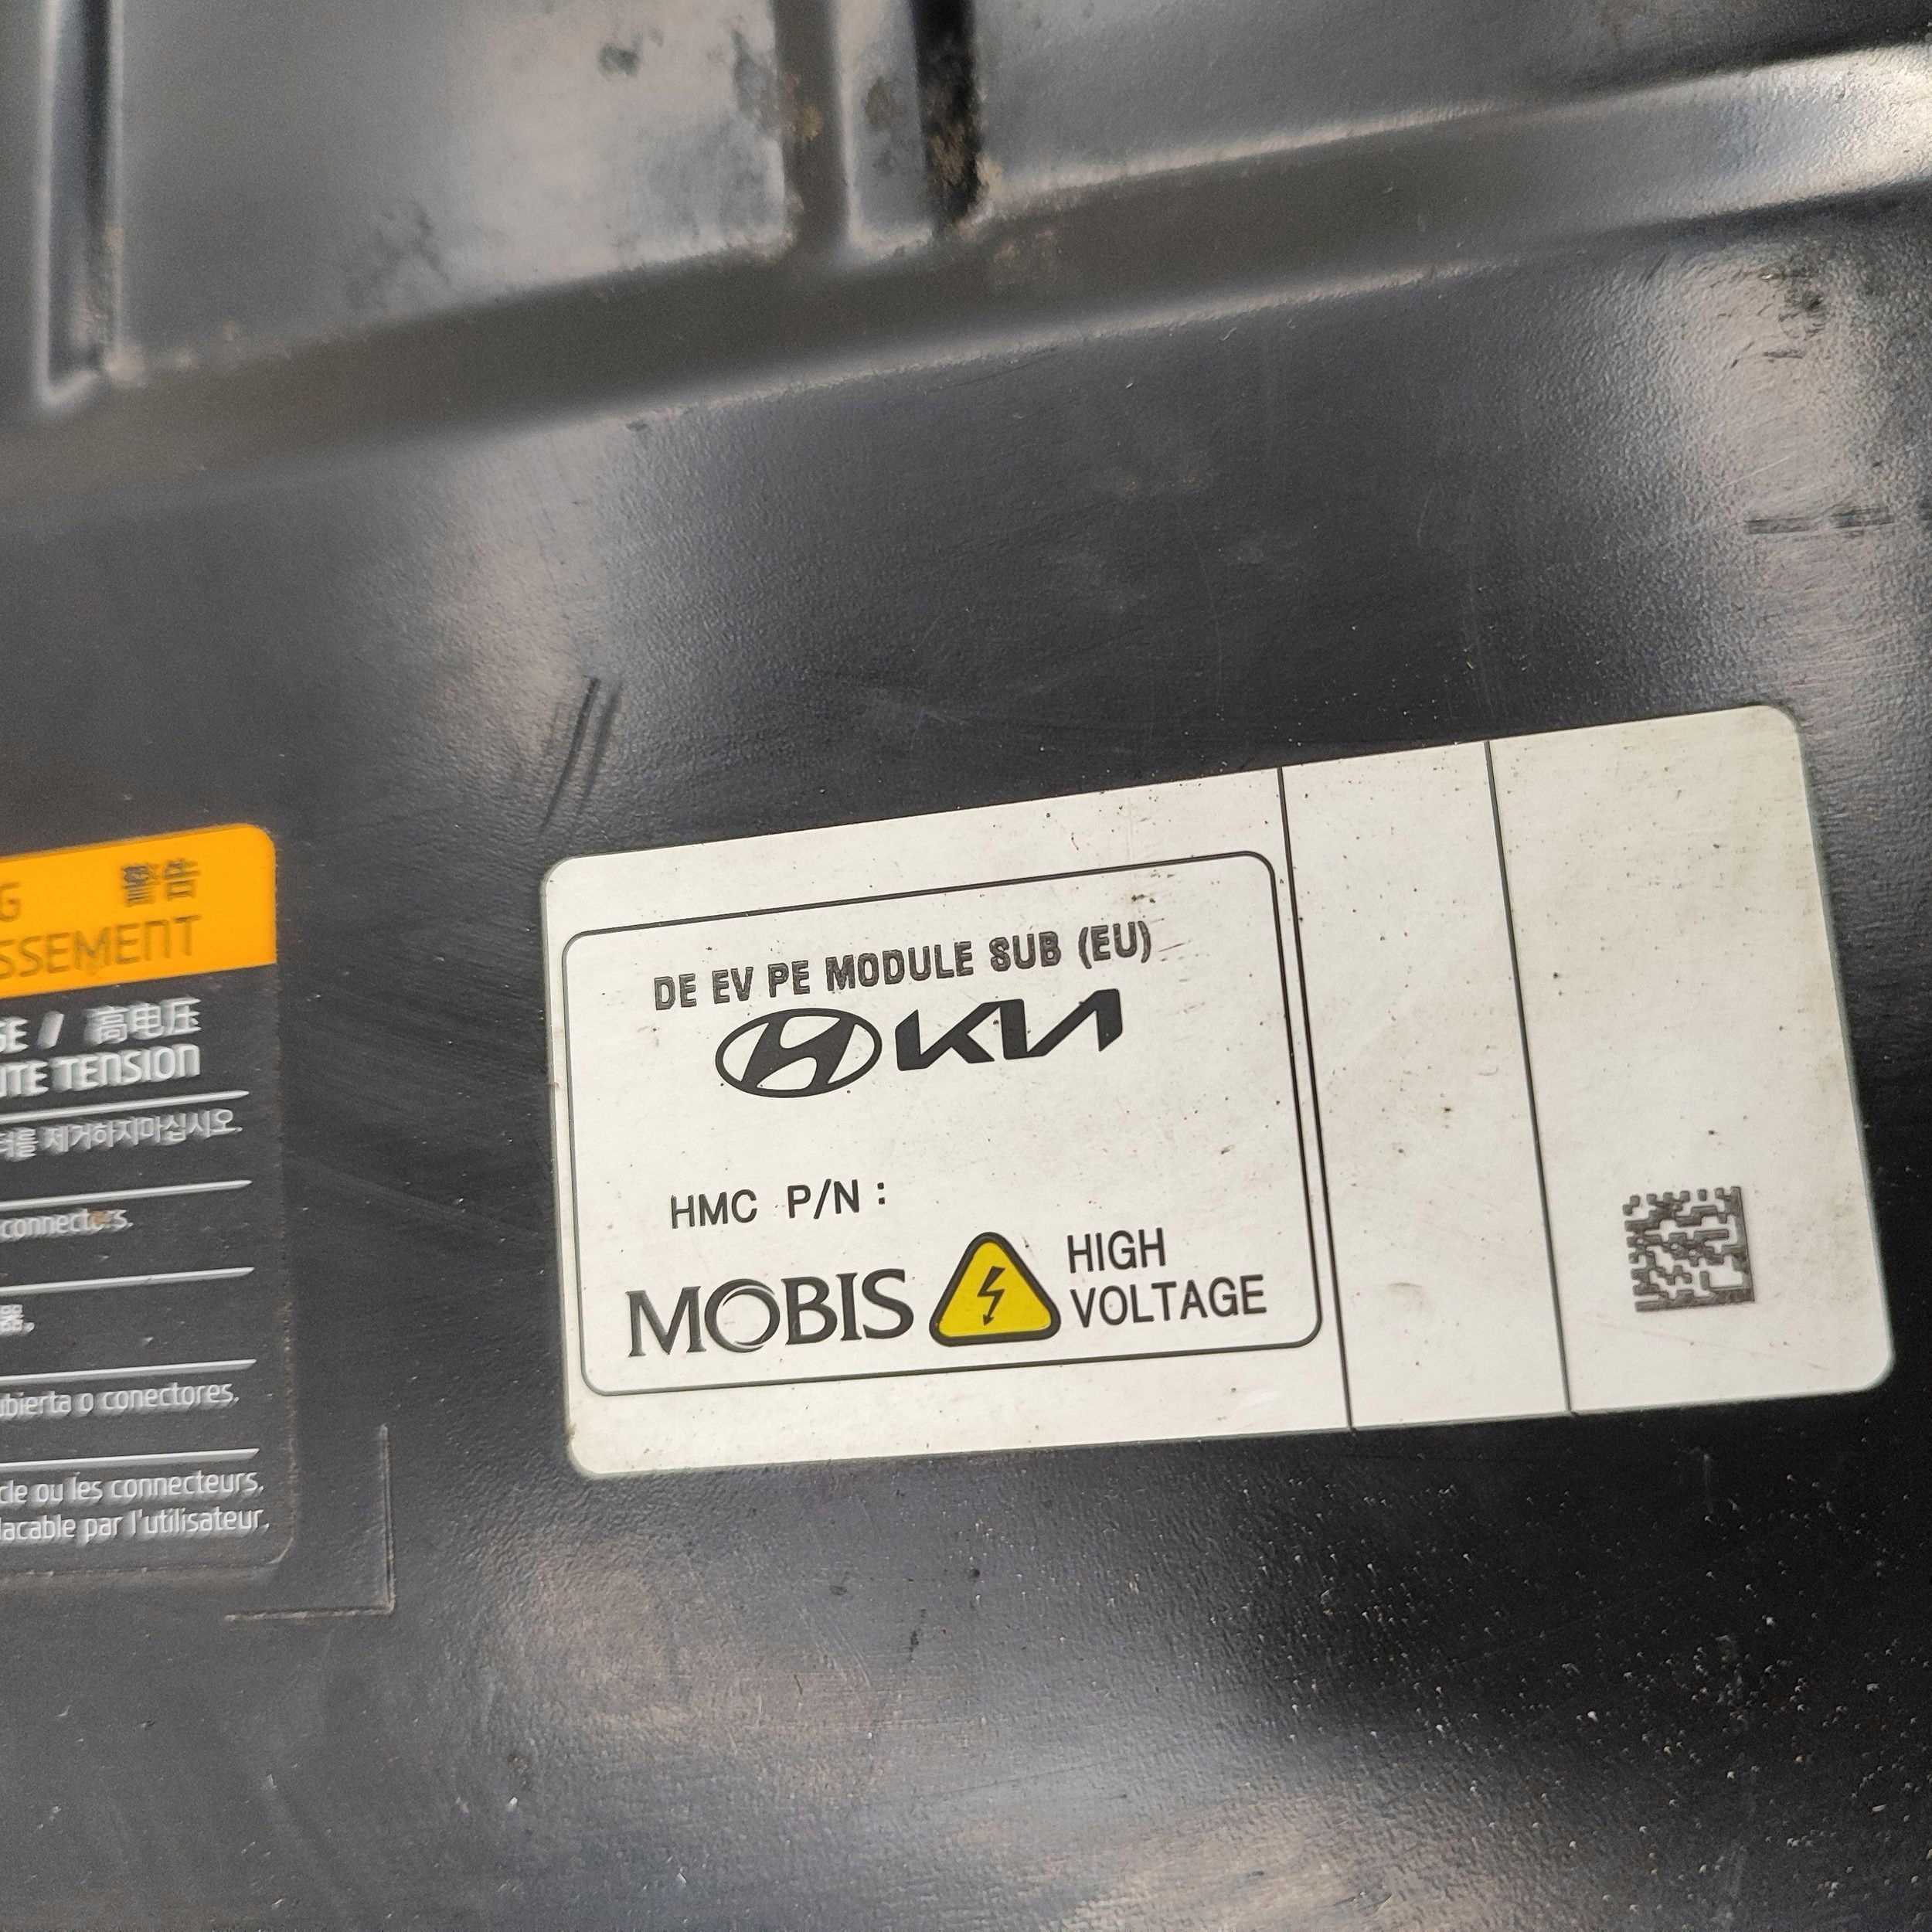 G 警告
SSEMENT
GE / 高电压
UTE TENSION
터를 제거하지마십시오.
connectors.
器。
ubierta o conectores.
cle ou les connecteurs,
lacable par l'utilisateur.
DE EV PE MODULE SUB (EU)
KIA
HMC P/N :
MOBIS
HIGH
VOLTAGE